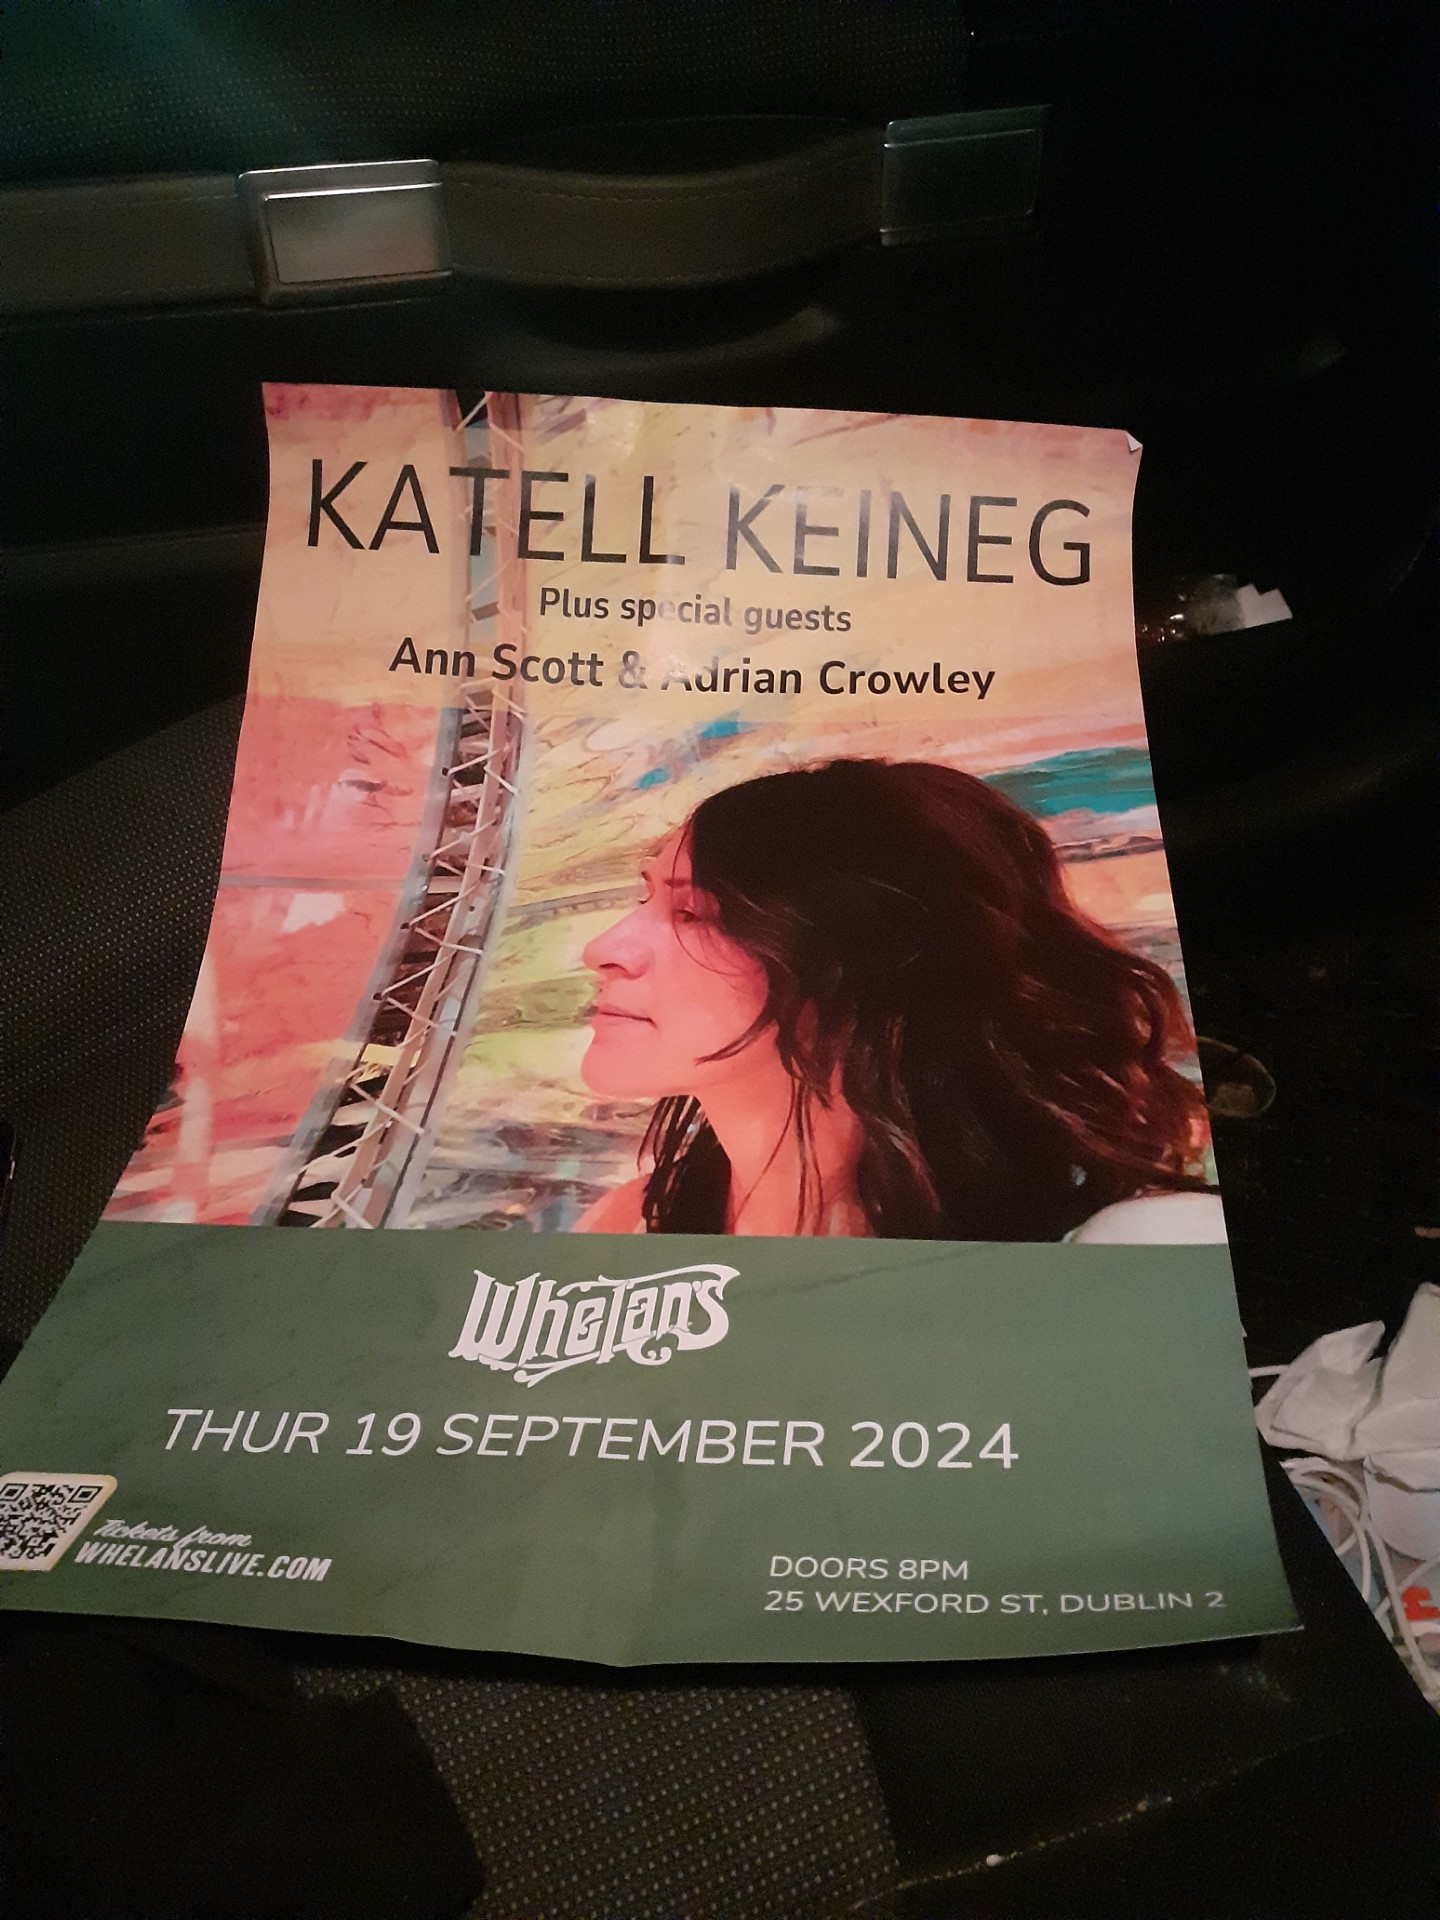 KATELL KEINEG
Plus special guests
Ann Scott & Adrian Crowley
Whelan's
THUR 19 SEPTEMBER 2024
Tickets from
WHELANSLIVE.COM
DOORS 8PM
25 WEXFORD ST, DUBLIN 2